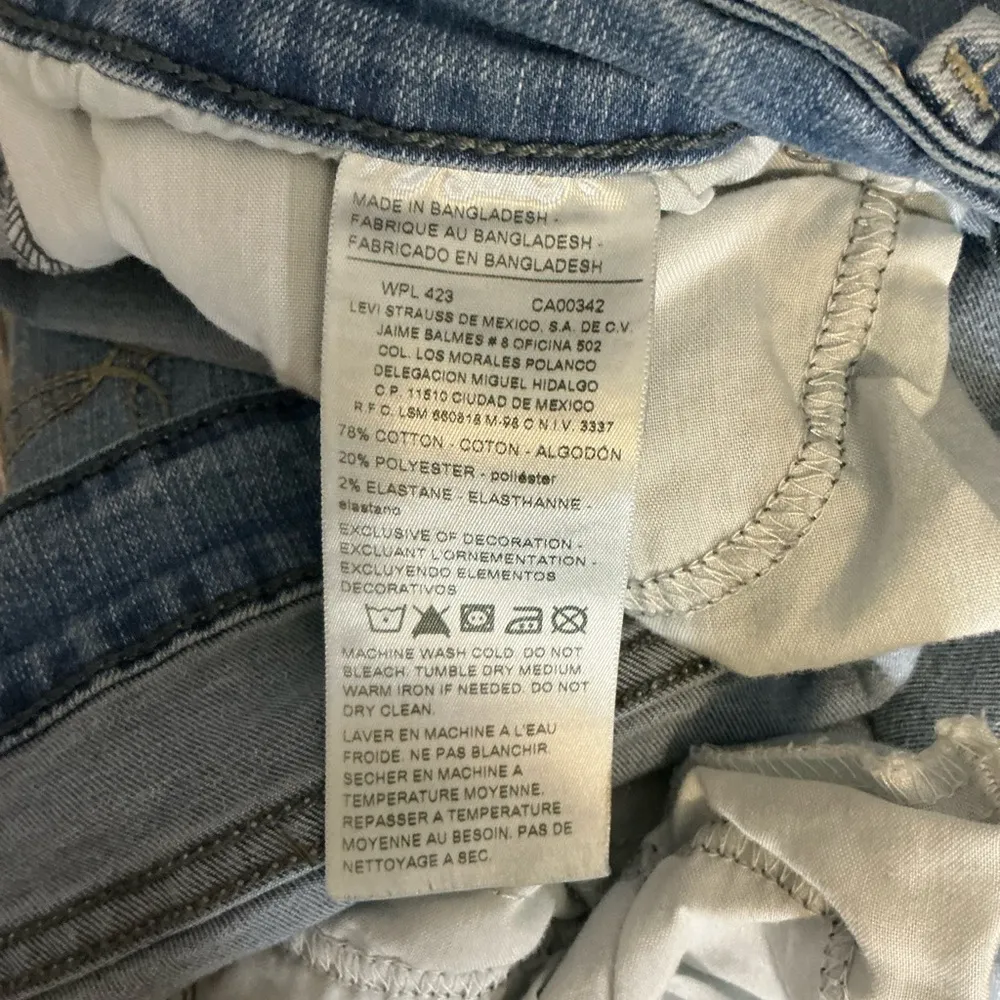 MADE IN BANGLADESH -
FABRIQUE AU BANGLADESH -
FABRICADO EN BANGLADESH
WPL 423 CA00342
LEVI STRAUSS DE MEXICO, S.A. DE C.V.
JAIME BALMES # 8 OFICINA 502
COL. LOS MORALES POLANCO
DELEGACION MIGUEL HIDALGO
C.P. 11510 CIUDAD DE MEXICO
R.F.C. LSM 660818 M-98 C N I V. 3337
78% COTTON - COTON - ALGODÓN
20% POLYESTER - poliéster
2% ELASTANE - ELASTHANNE -
elastano
EXCLUSIVE OF DECORATION -
EXCLUANT L'ORNEMENTATION -
EXCLUYENDO ELEMENTOS
DECORATIVOS
MACHINE WASH COLD. DO NOT
BLEACH. TUMBLE DRY MEDIUM.
WARM IRON IF NEEDED. DO NOT
DRY CLEAN.
LAVER EN MACHINE A L'EAU
FROIDE. NE PAS BLANCHIR.
SECHER EN MACHINE A
TEMPERATURE MOYENNE.
REPASSER A TEMPERATURE
MOYENNE AU BESOIN. PAS DE
NETTOYAGE A SEC.